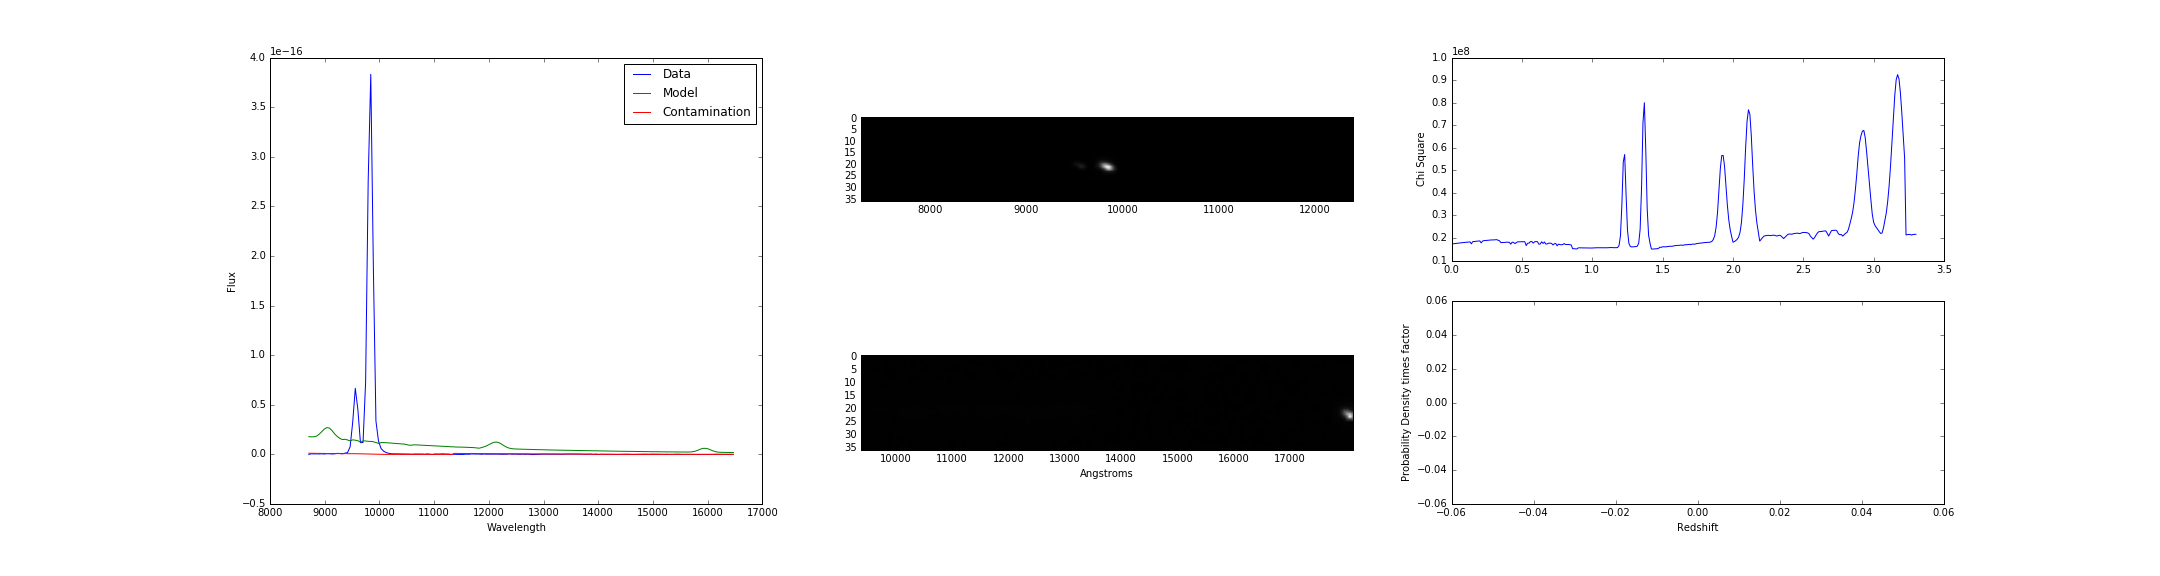 1e−16
4.0
3.5
3.0
2.5
2.0
1.5
1.0
0.5
0.0
−0.5
Flux
8000 9000 10000 11000 12000 13000 14000 15000 16000 17000
Wavelength
Data
Model
Contamination
0
5
10
15
20
25
30
35
8000 9000 10000 11000 12000
0
5
10
15
20
25
30
35
10000 11000 12000 13000 14000 15000 16000 17000
Angstroms
1e8
1.0
0.9
0.8
0.7
0.6
0.5
0.4
0.3
0.2
0.1
Chi Square
0.0 0.5 1.0 1.5 2.0 2.5 3.0 3.5
0.06
0.04
0.02
0.00
−0.02
−0.04
−0.06
Probability Density times factor
−0.06 −0.04 −0.02 0.00 0.02 0.04 0.06
Redshift